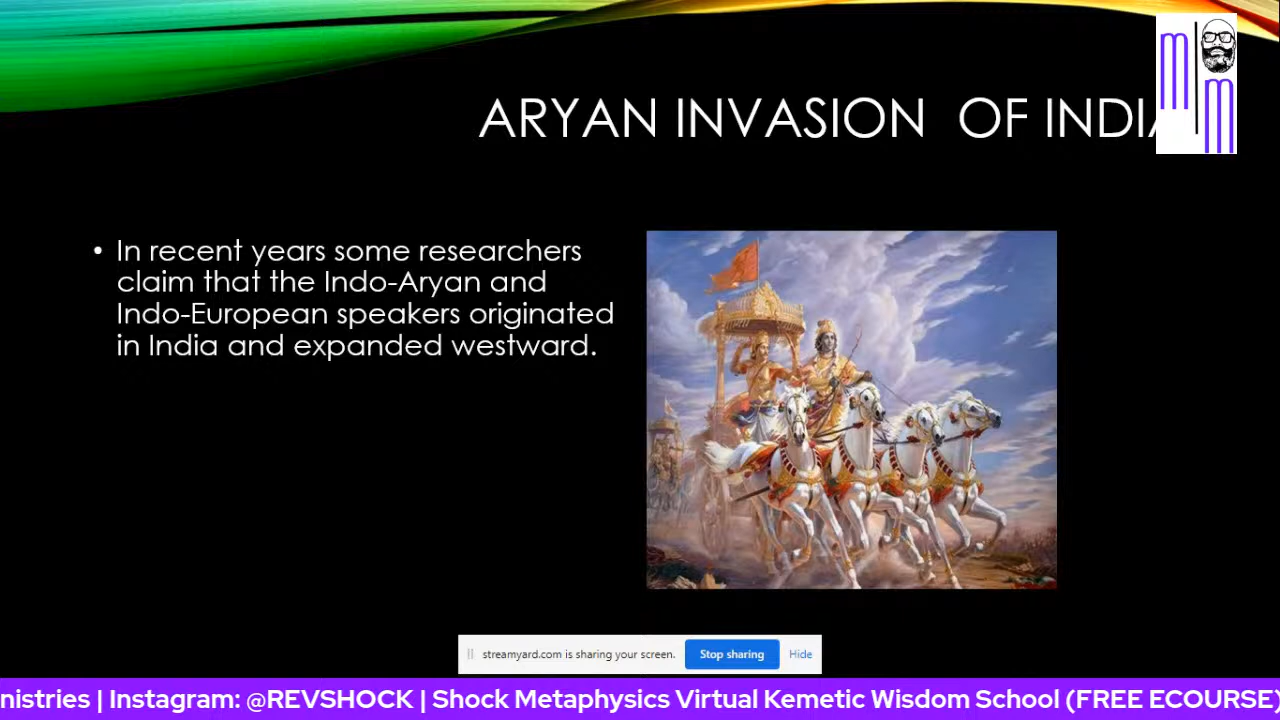 ARYAN INVASION  OF INDIA
m
m
• In recent years some researchers
claim that the Indo-Aryan and
Indo-European speakers originated
in India and expanded westward.
streamyard.com is sharing your screen. Stop sharing Hide
nistries | Instagram: @REVSHOCK | Shock Metaphysics Virtual Kemetic Wisdom School (FREE ECOURSE)